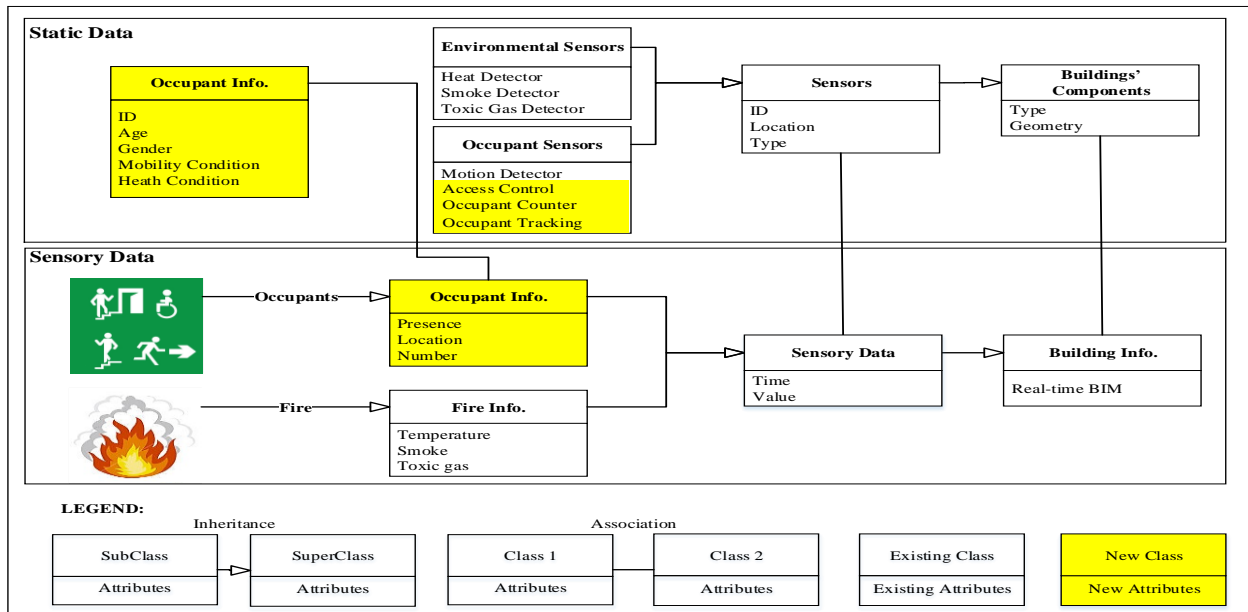 Static Data
Occupant Info.
ID
Age
Gender
Mobility Condition
Heath Condition
Environmental Sensors
Heat Detector
Smoke Detector
Toxic Gas Detector
Occupant Sensors
Motion Detector
Access Control
Occupant Counter
Occupant Tracking
Sensors
ID
Location
Type
Buildings'
Components
Type
Geometry
Sensory Data
Occupants
Occupant Info.
Presence
Location
Number
Fire
Fire Info.
Temperature
Smoke
Toxic gas
Sensory Data
Time
Value
Building Info.
Real-time BIM
LEGEND:
Inheritance
SubClass
Attributes
SuperClass
Attributes
Association
Class 1
Attributes
Class 2
Attributes
Existing Class
Existing Attributes
New Class
New Attributes